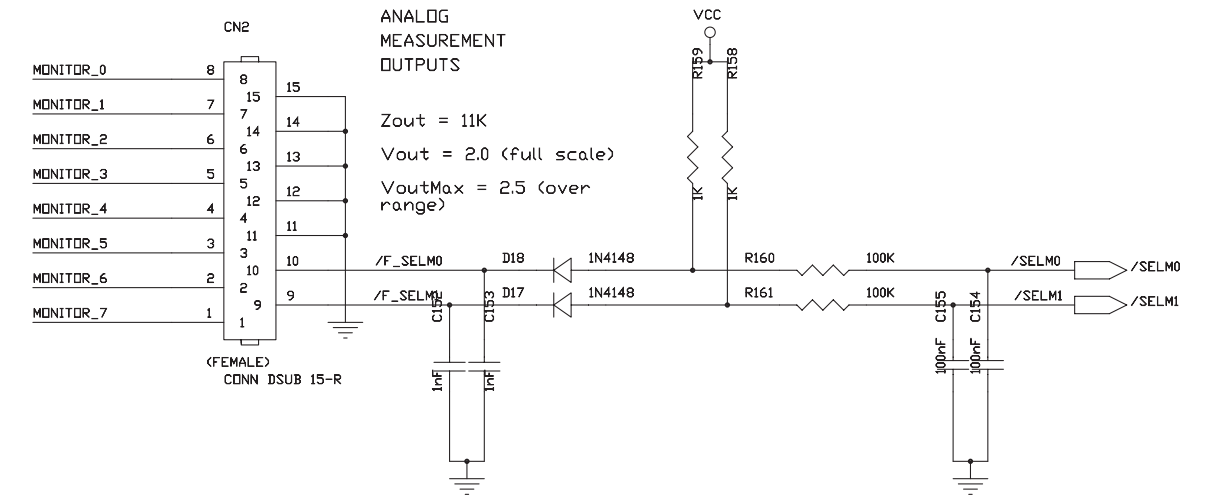 CN2
ANALOG
MEASUREMENT
OUTPUTS
Zout = 11K
Vout = 2.0 (full scale)
VoutMax = 2.5 (over
range)
VCC
R159
R158
1K
1K
MONITOR_0 8 8
15 15
MONITOR_1 7 7
14 14
MONITOR_2 6 6
13 13
MONITOR_3 5 5
12 12
MONITOR_4 4 4
11 11
MONITOR_5 3 3
10 10 /F_SELM0 D18 1N4148 R160 100K /SELM0 /SELM0
MONITOR_6 2 2
9 9 /F_SELM1 D17 1N4148 R161 100K /SELM1 /SELM1
MONITOR_7 1 1
(FEMALE)
CONN DSUB 15-R
C152
C153
1nF
1nF
C155
C154
100nF
100nF